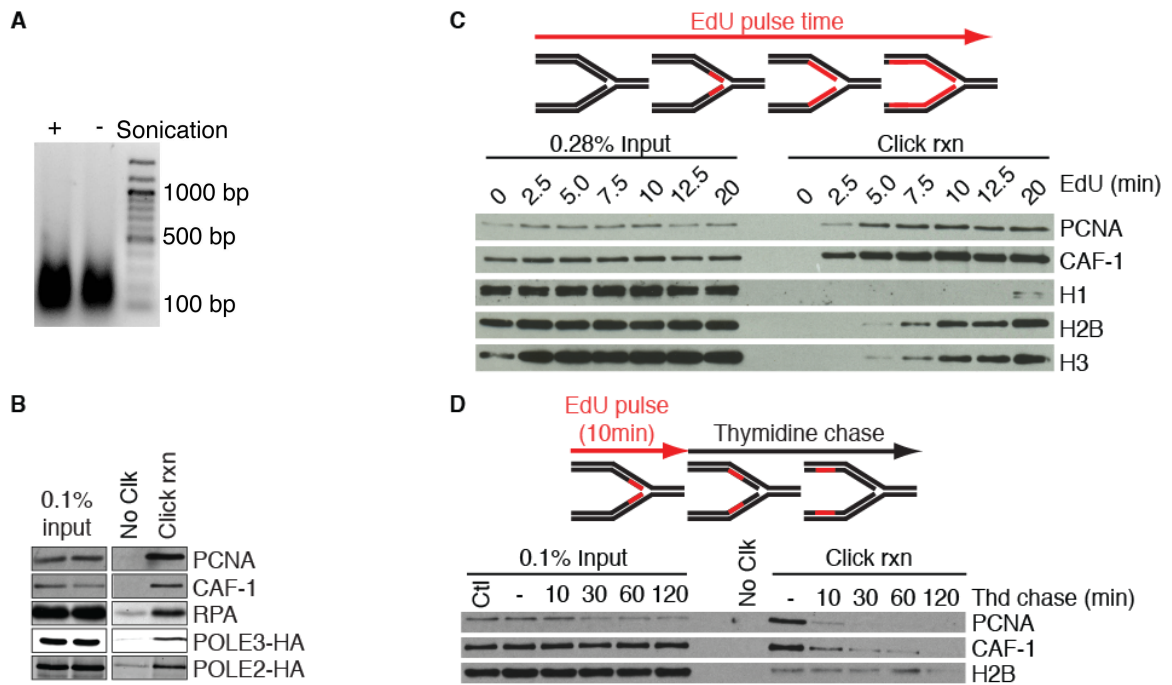 A
+ - Sonication
1000 bp
500 bp
100 bp
B
0.1% input
No Clk
Click rxn
PCNA
CAF-1
RPA
POLE3-HA
POLE2-HA
C
EdU pulse time
0.28% Input Click rxn
0 2.5 5.0 7.5 10 12.5 20 0 2.5 5.0 7.5 10 12.5 20 EdU (min)
PCNA
CAF-1
H1
H2B
H3
D
EdU pulse
(10min) Thymidine chase
0.1% Input No Clk Click rxn
Ctl - 10 30 60 120 - 10 30 60 120 Thd chase (min)
PCNA
CAF-1
H2B